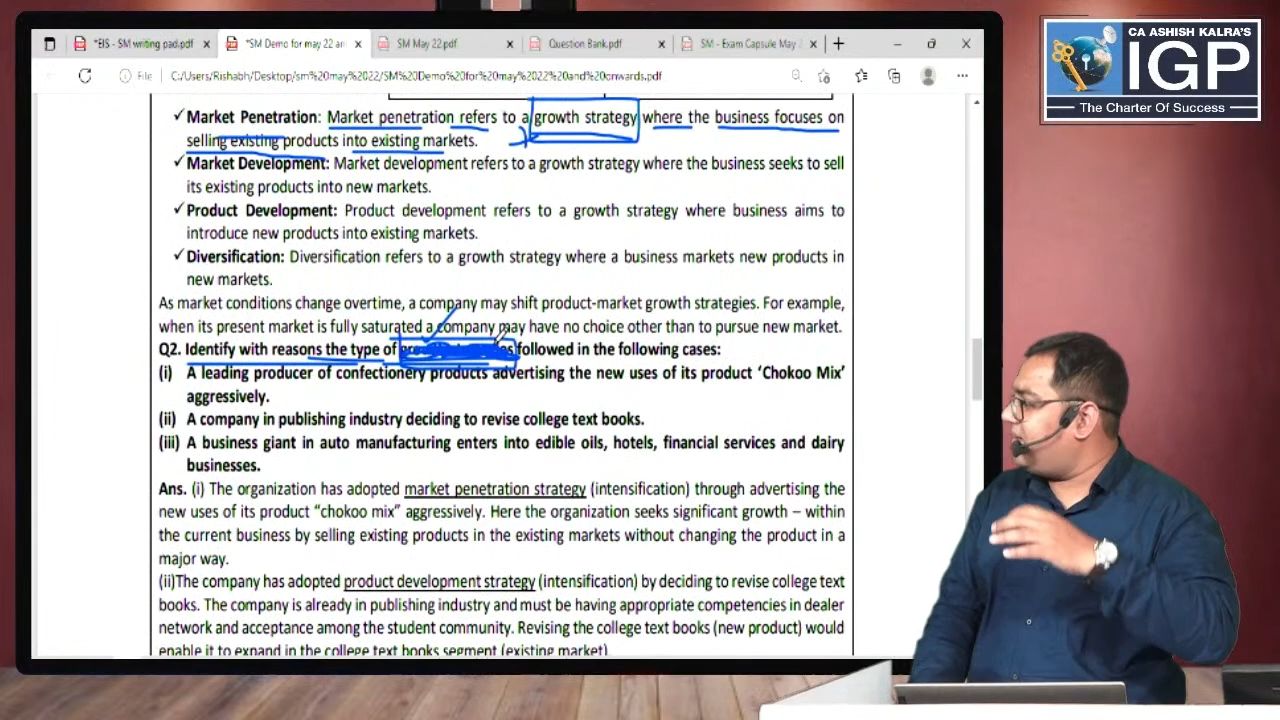 *EIS - SM writing pad.pdf
*SM Demo for may 22 an
SM May 22.pdf
Question Bank.pdf
SM - Exam Capsule May 2
File
C:/Users/Rishabh/Desktop/sm%20may%2022/SM%20Demo%20for%20may%2022%20and%20onwards.pdf
CA ASHISH KALRA'S
IGP
The Charter Of Success
✓Market Penetration: Market penetration refers to a growth strategy where the business focuses on
selling existing products into existing markets.
✓Market Development: Market development refers to a growth strategy where the business seeks to sell
its existing products into new markets.
✓Product Development: Product development refers to a growth strategy where business aims to
introduce new products into existing markets.
✓Diversification: Diversification refers to a growth strategy where a business markets new products in
new markets.
As market conditions change overtime, a company may shift product-market growth strategies. For example,
when its present market is fully saturated a company may have no choice other than to pursue new market.
Q2. Identify with reasons the type of followed in the following cases:
(i) A leading producer of confectionery products advertising the new uses of its product 'Chokoo Mix'
aggressively.
(ii) A company in publishing industry deciding to revise college text books.
(iii) A business giant in auto manufacturing enters into edible oils, hotels, financial services and dairy
businesses.
Ans. (i) The organization has adopted market penetration strategy (intensification) through advertising the
new uses of its product "chokoo mix" aggressively. Here the organization seeks significant growth – within
the current business by selling existing products in the existing markets without changing the product in a
major way.
(ii)The company has adopted product development strategy (intensification) by deciding to revise college text
books. The company is already in publishing industry and must be having appropriate competencies in dealer
network and acceptance among the student community. Revising the college text books (new product) would
enable it to expand in the college text books segment (existing market)